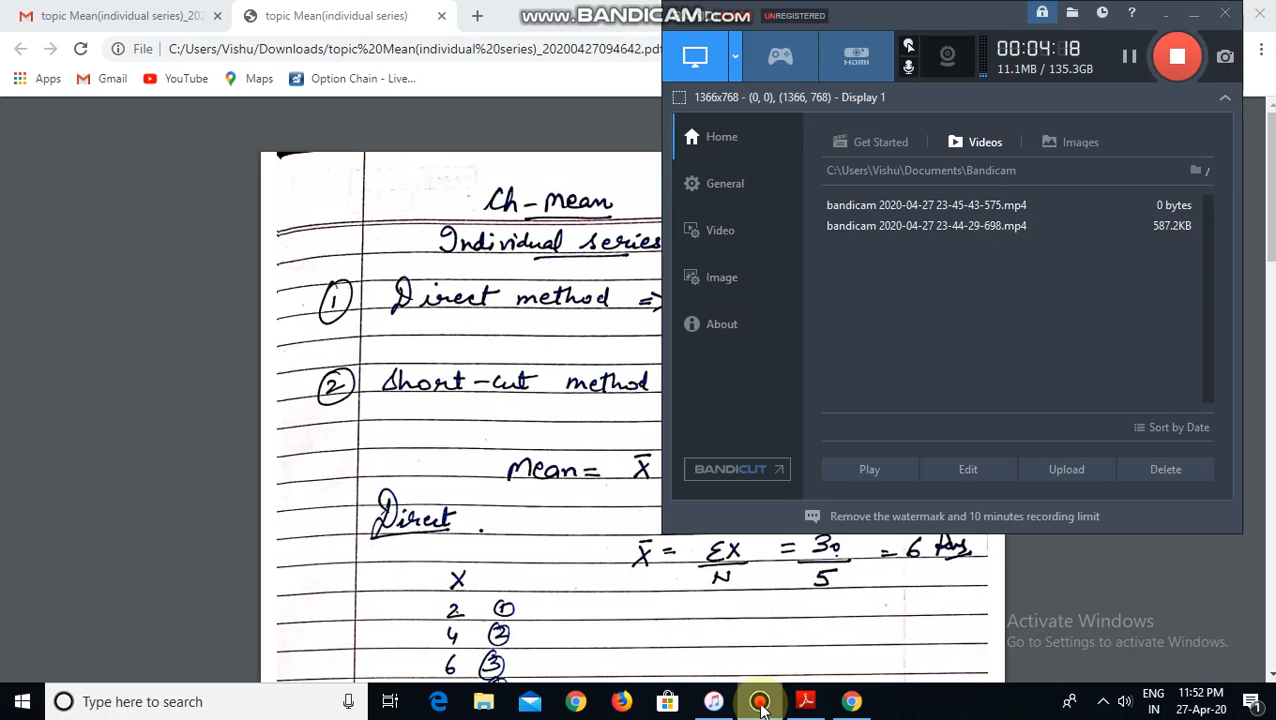 topic Mean(individual series)_202
topic Mean(individual series)
www.BANDICAM.com UNREGISTERED
File C:/Users/Vishu/Downloads/topic%20Mean(individual%20series)_20200427094642.pdf
00:04:18
11.1MB / 135.3GB
HDMI
Apps Gmail YouTube Maps Option Chain - Live...
1366x768 - (0, 0), (1366, 768) - Display 1
Home
General
Video
Image
About
BANDICUT
Get Started Videos Images
C:\Users\Vishu\Documents\Bandicam
bandicam 2020-04-27 23-45-43-575.mp4 0 bytes
bandicam 2020-04-27 23-44-29-698.mp4 587.2KB
Sort by Date
Play Edit Upload Delete
Remove the watermark and 10 minutes recording limit
Ch-mean
Individual series
① Direct method =>
② Short-cut method
Mean = X̄
Direct .
X̄ = ΣX/N = 30/5 = 6
X
2 ①
4 ②
6 ③
Activate Windows
Go to Settings to activate Windows.
Type here to search
ENG
IN
11:52 PM
27-Apr-20